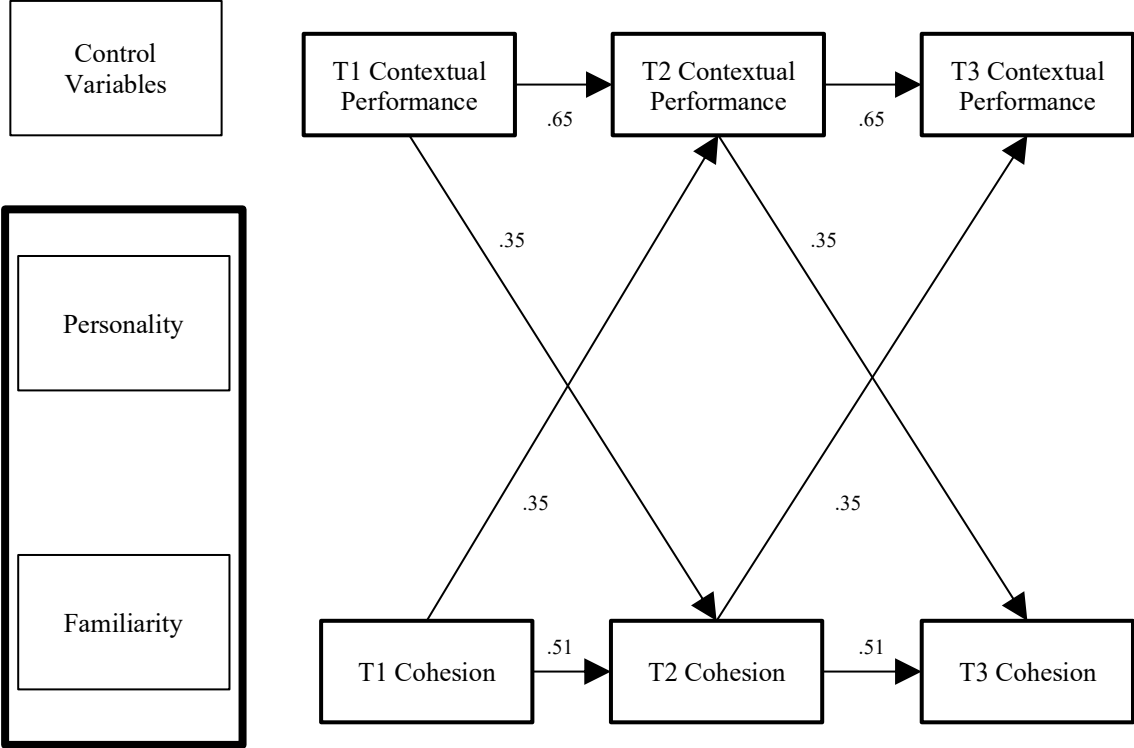 Control
Variables
T1 Contextual
Performance
T2 Contextual
Performance
T3 Contextual
Performance
.65
.65
.35
.35
Personality
.35
.35
Familiarity
T1 Cohesion
.51
T2 Cohesion
.51
T3 Cohesion